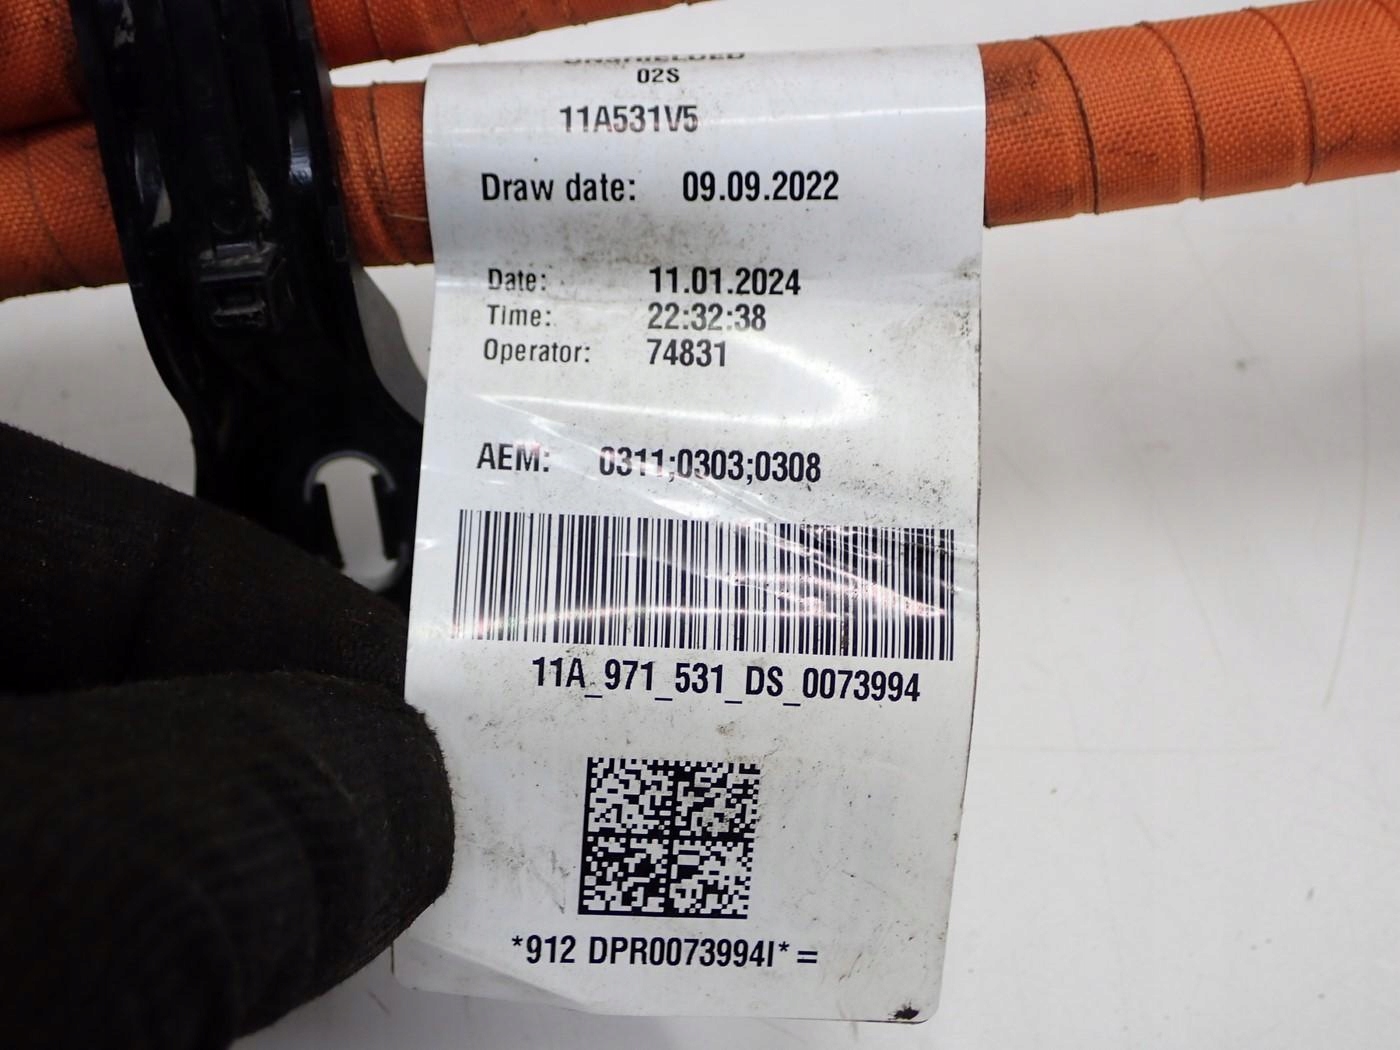 UNSHIELDED
02S
11A531V5
Draw date: 09.09.2022
Date: 11.01.2024
Time: 22:32:38
Operator: 74831
AEM: 0311;0303;0308
11A_971_531_DS_0073994
*912 DPR0073994I*=